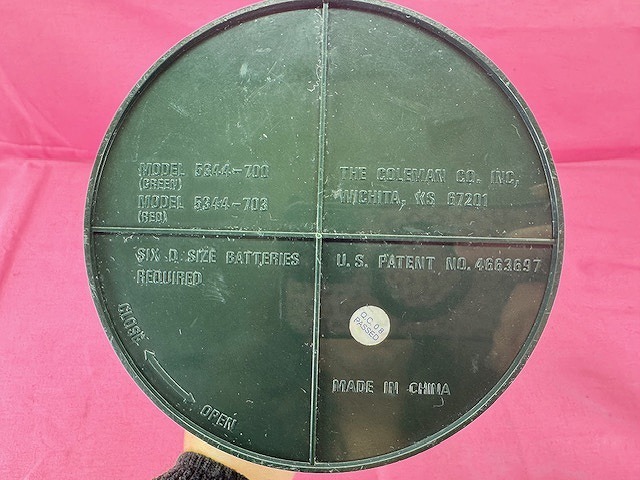 MODEL 5344-700
(GREEN)
MODEL 5344-703
(RED)
THE COLEMAN CO. INC,
WICHITA, KS 67201
SIX D SIZE BATTERIES
REQUIRED
U.S. PATENT NO. 4663697
Q.C. 08
PASSED
MADE IN CHINA
CLOSE
OPEN